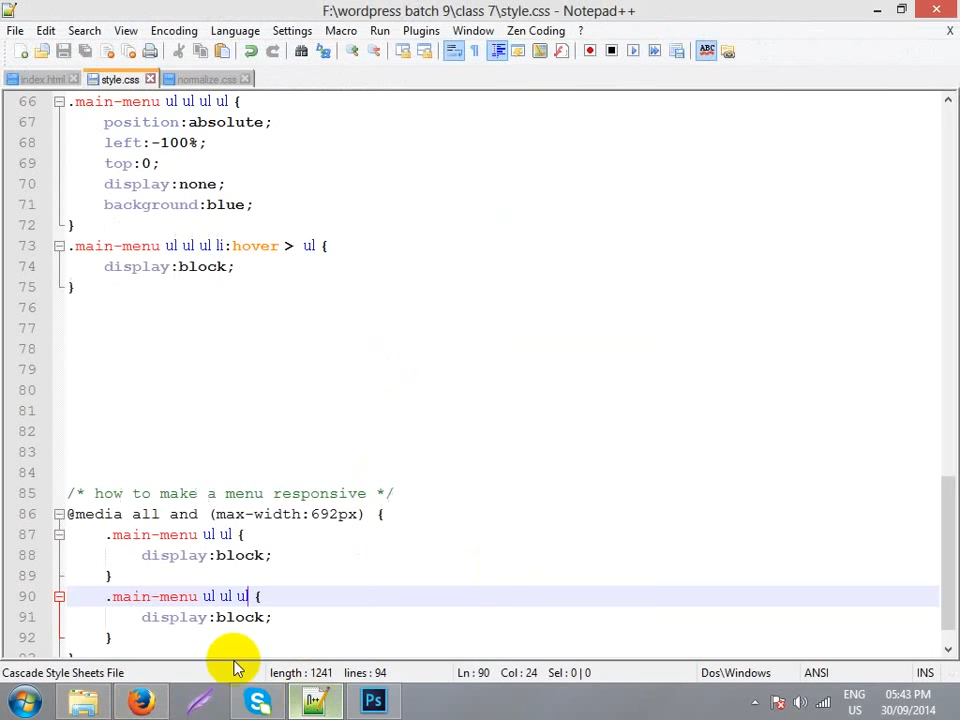 F:\wordpress batch 9\class 7\style.css - Notepad++
File Edit Search View Encoding Language Settings Macro Run Plugins Window Zen Coding ? X
index.html style.css normalize.css
66 .main-menu ul ul ul ul {
67 position:absolute;
68 left:-100%;
69 top:0;
70 display:none;
71 background:blue;
72 }
73 .main-menu ul ul ul li:hover > ul {
74 display:block;
75 }
76
77
78
79
80
81
82
83
84
85 /* how to make a menu responsive */
86 @media all and (max-width:692px) {
87 .main-menu ul ul {
88 display:block;
89 }
90 .main-menu ul ul ul {
91 display:block;
92 }
Cascade Style Sheets File length : 1241 lines : 94 Ln : 90 Col : 24 Sel : 0 | 0 Dos\Windows ANSI INS
ENG 05:43 PM
US 30/09/2014